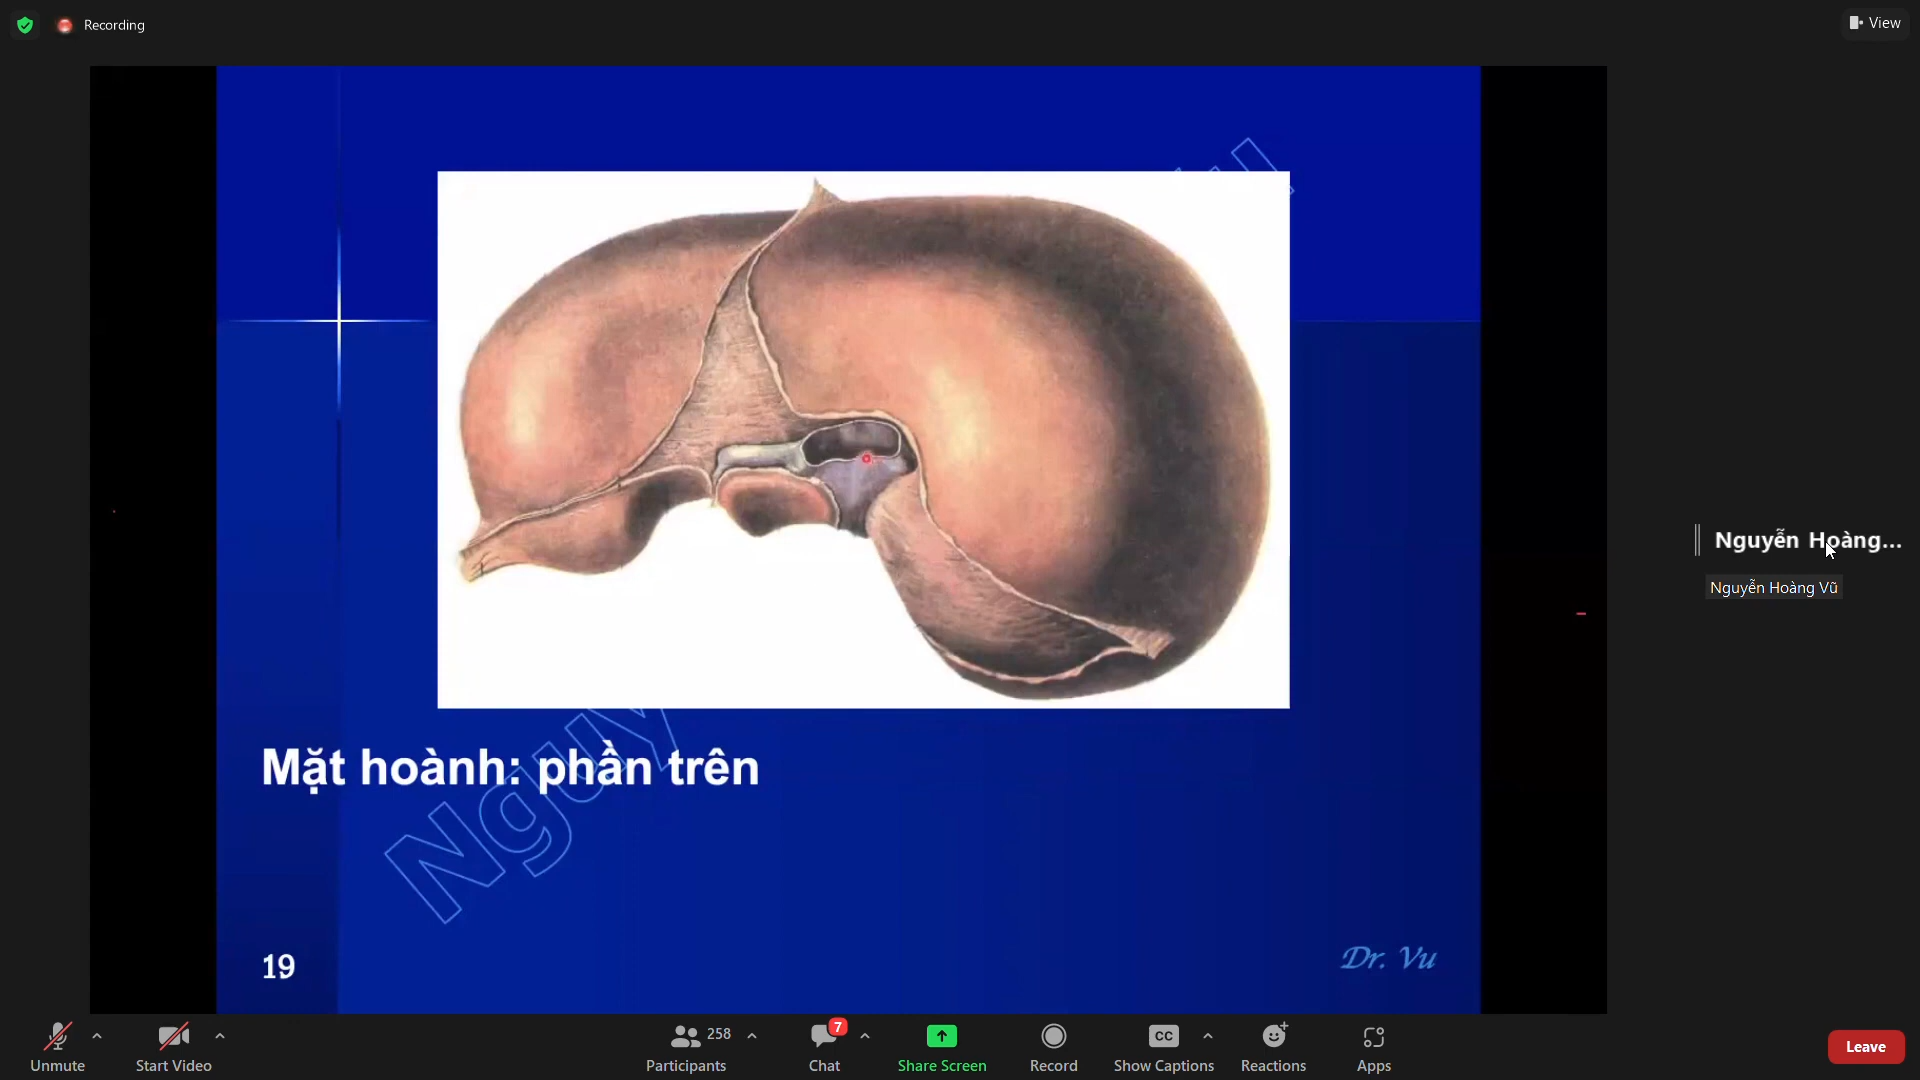 Recording
View
Nguy
u
Mặt hoành: phần trên
19
Dr. Vu
Nguyễn Hoàng...
Nguyễn Hoàng Vũ
Unmute
Start Video
258
Participants
7
Chat
Share Screen
Record
CC
Show Captions
Reactions
Apps
Leave